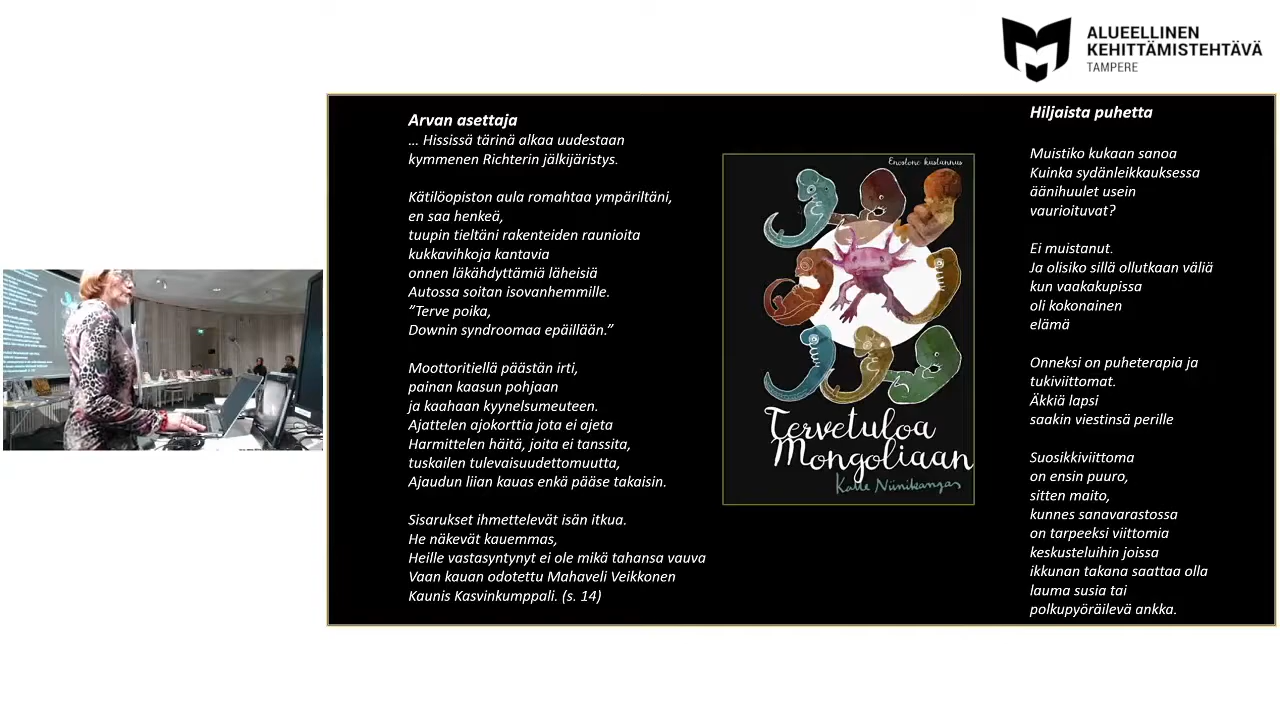 ALUEELLINEN
KEHITTÄMISTEHTÄVÄ
TAMPERE
Arvan asettaja
... Hississä tärinä alkaa uudestaan
kymmenen Richterin jälkijäristys.
Kätilöopiston aula romahtaa ympäriltäni,
en saa henkeä,
tuupin tieltäni rakenteiden raunioita
kukkavihkoja kantavia
onnen läkähdyttämiä läheisiä
Autossa soitan isovanhemmille.
"Terve poika,
Downin syndroomaa epäillään."
Moottoritiellä päästän irti,
painan kaasun pohjaan
ja kaahaan kyynelsumeuteen.
Ajattelen ajokorttia jota ei ajeta
Harmittelen häitä, joita ei tanssita,
tuskailen tulevaisuudettomuutta,
Ajaudun liian kauas enkä pääse takaisin.
Sisarukset ihmettelevät isän itkua.
He näkevät kauemmas,
Heille vastasyntynyt ei ole mikä tahansa vauva
Vaan kauan odotettu Mahaveli Veikkonen
Kaunis Kasvinkumppali. (s. 14)
Enostone kustannus
Tervetuloa
Mongoliaan
Kalle Niinikangas
Hiljaista puhetta
Muistiko kukaan sanoa
Kuinka sydänleikkauksessa
äänihuulet usein
vaurioituvat?
Ei muistanut.
Ja olisiko sillä ollutkaan väliä
kun vaakakupissa
oli kokonainen
elämä
Onneksi on puheterapia ja
tukiviittomat.
Äkkiä lapsi
saakin viestinsä perille
Suosikkiviittoma
on ensin puuro,
sitten maito,
kunnes sanavarastossa
on tarpeeksi viittomia
keskusteluihin joissa
ikkunan takana saattaa olla
lauma susia tai
polkupyöräilevä ankka.